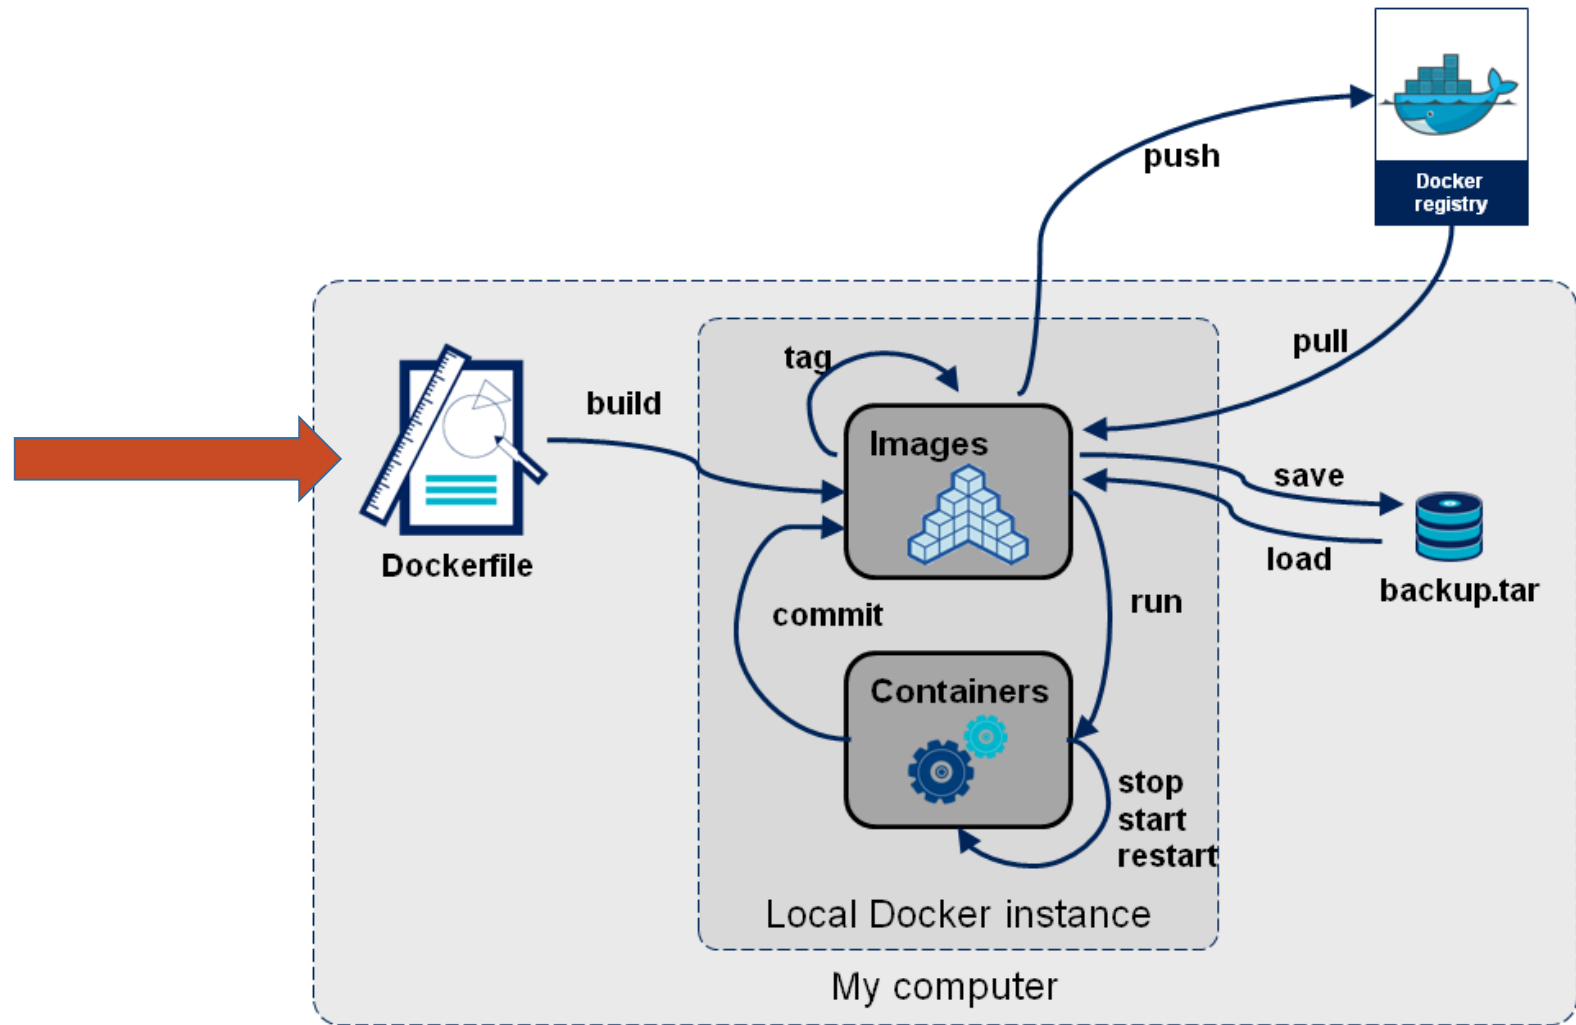 push
Docker
registry
pull
tag
build
Images
save
load
Dockerfile
backup.tar
commit
run
Containers
stop
start
restart
Local Docker instance
My computer